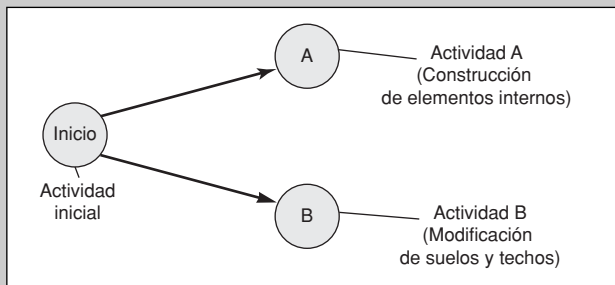 A
Actividad A
(Construcción
de elementos internos)
Inicio
Actividad
inicial
B
Actividad B
(Modificación
de suelos y techos)